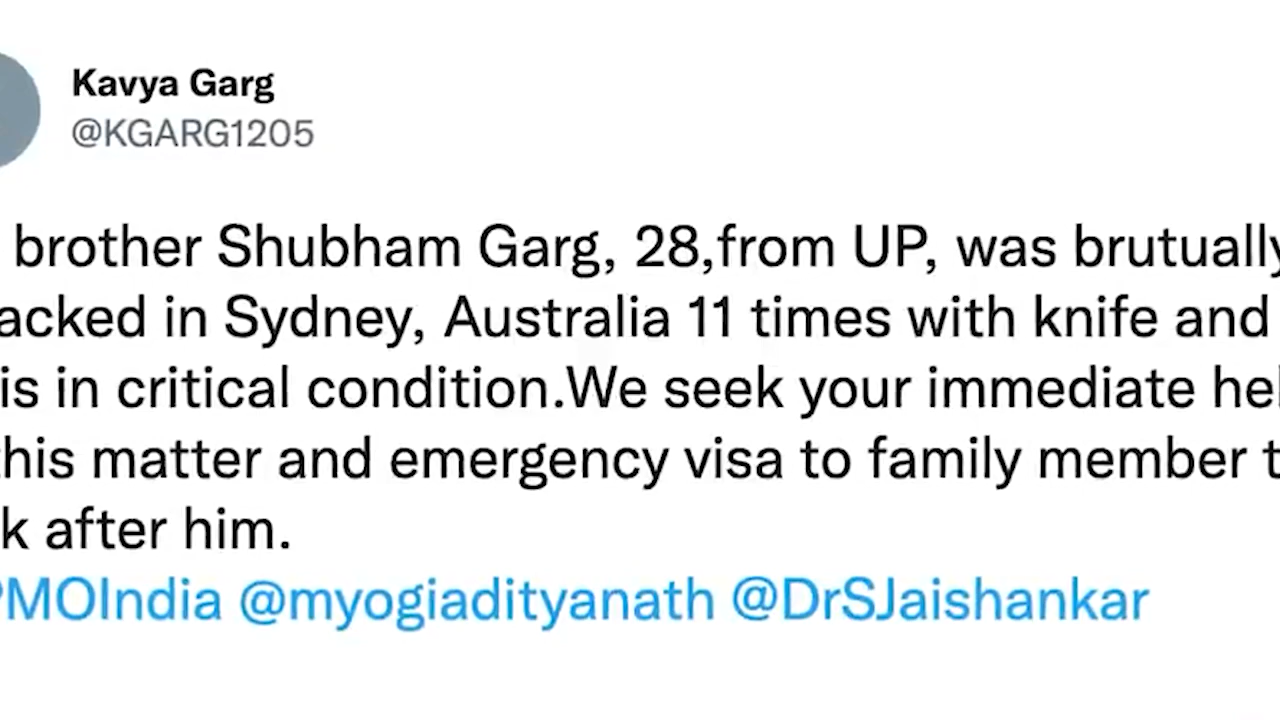 Kavya Garg
@KGARG1205
brother Shubham Garg, 28,from UP, was brutually
acked in Sydney, Australia 11 times with knife and
is in critical condition.We seek your immediate hel
this matter and emergency visa to family member t
k after him.
PMOIndia @myogiadityanath @DrSJaishankar